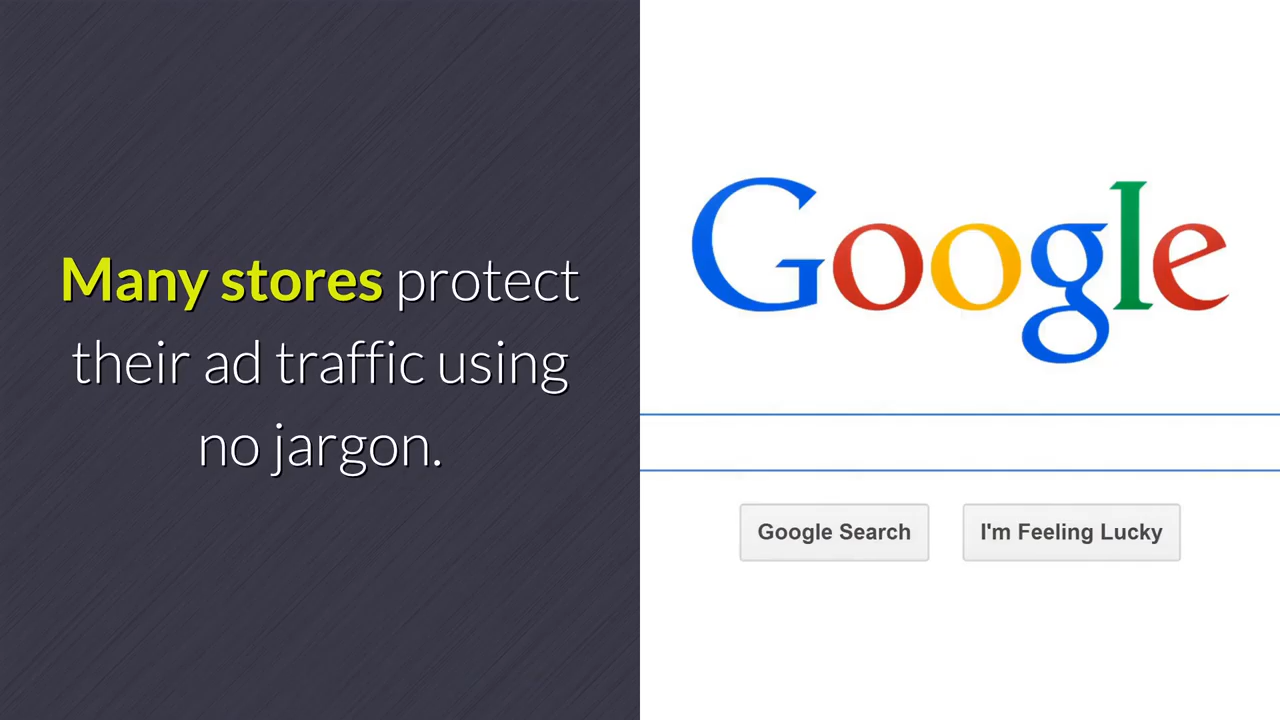 Many stores protect
their ad traffic using
no jargon.
Google
Google Search
I'm Feeling Lucky